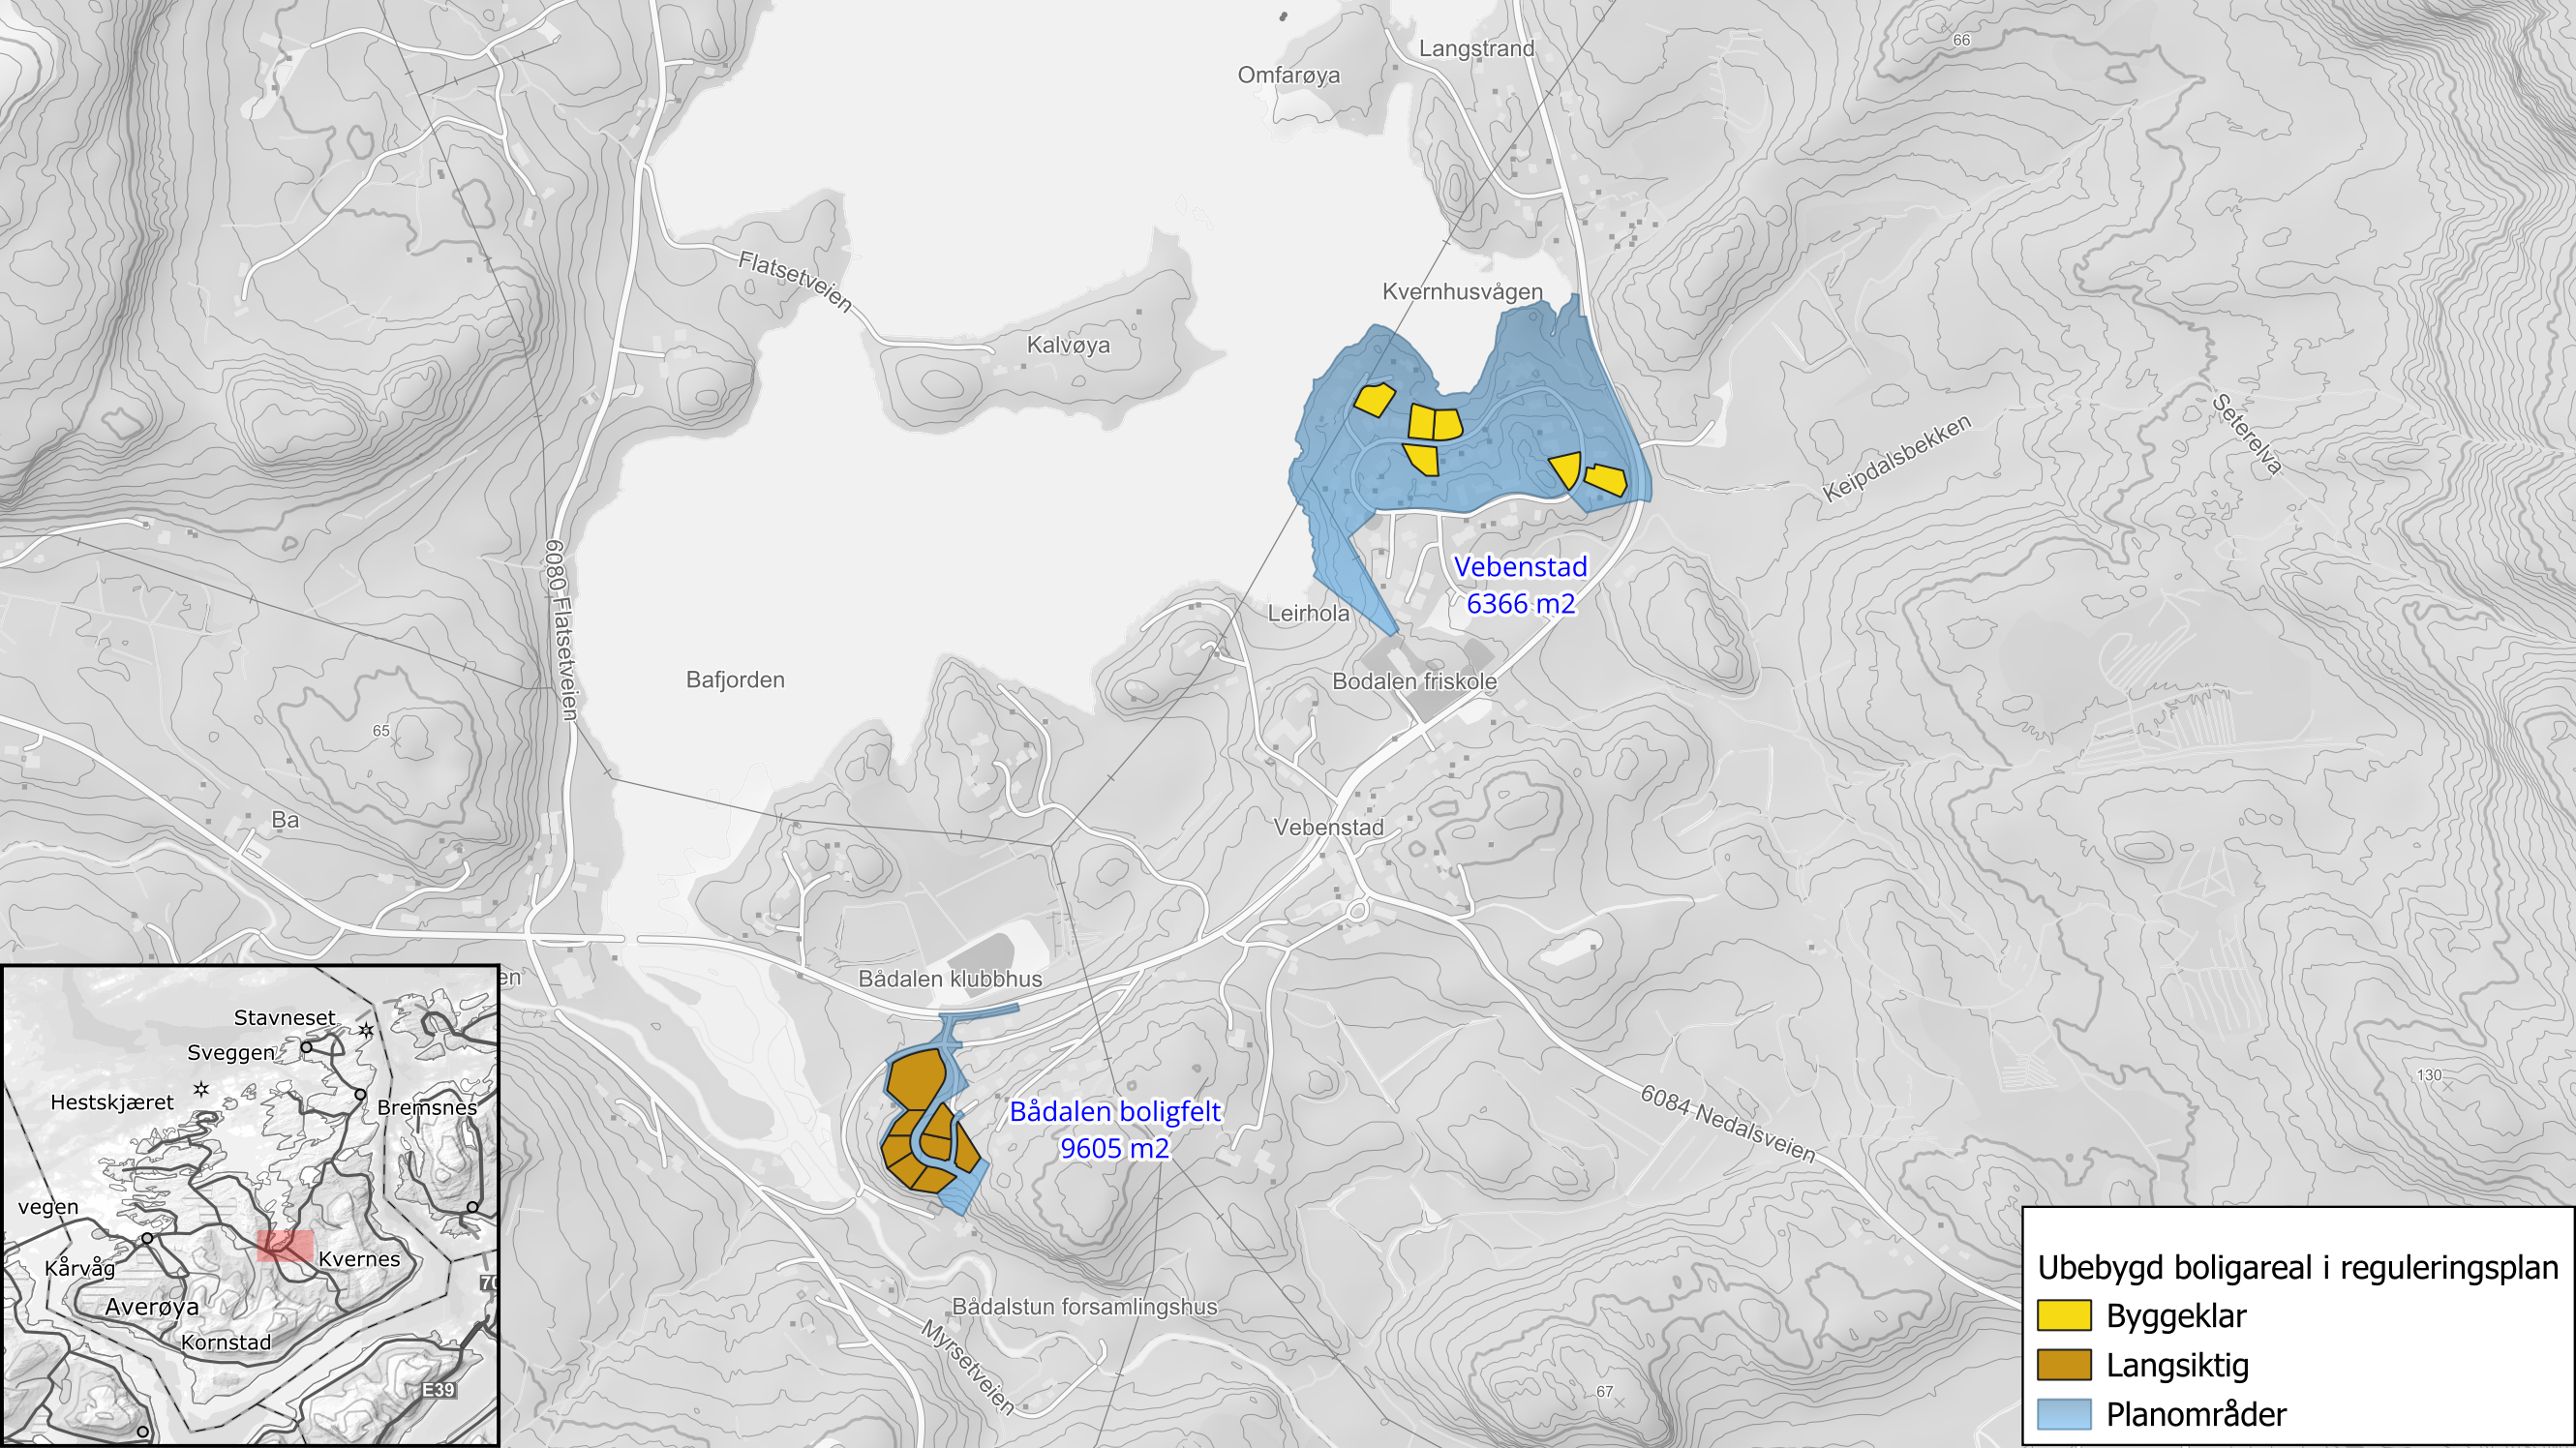 Langstrand
66
Omfarøya
Flatsetveien
Kvernhusvågen
Kalvøya
Seterelva
Keipdalsbekken
6080 Flatsetveien
Vebenstad
6366 m2
Leirhola
Bafjorden
Bodalen friskole
65
Ba
Vebenstad
Bådalen klubbhus
en
130
Bådalen boligfelt
9605 m2
6084 Nedalsveien
Bådalstun forsamlingshus
Myrsetveien
67
Stavneset
Sveggen
Hestskjæret
Bremsnes
vegen
Kårvåg
Kvernes
70
Averøya
Kornstad
E39
Ubebygd boligareal i reguleringsplan
Byggeklar
Langsiktig
Planområder